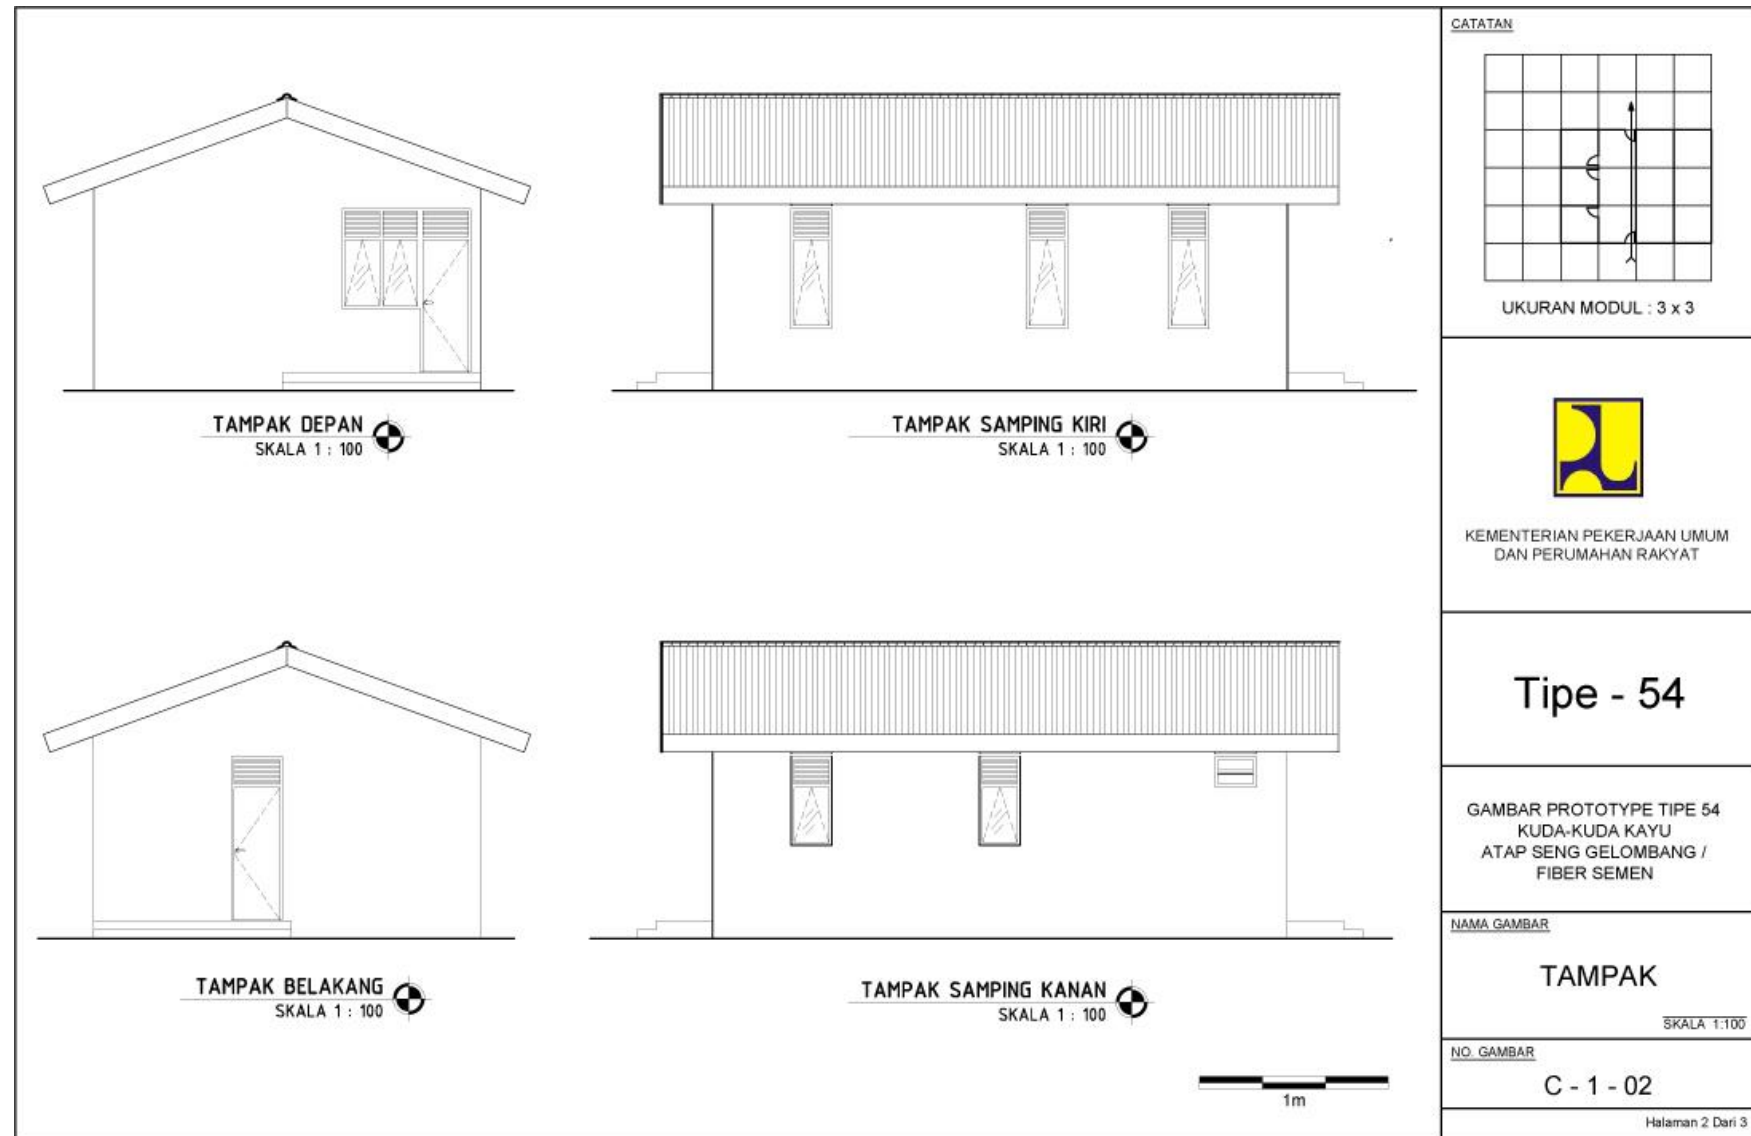 TAMPAK DEPAN
SKALA 1 : 100
TAMPAK SAMPING KIRI
SKALA 1 : 100
TAMPAK BELAKANG
SKALA 1 : 100
TAMPAK SAMPING KANAN
SKALA 1 : 100
1m
CATATAN
UKURAN MODUL : 3 x 3
KEMENTERIAN PEKERJAAN UMUM
DAN PERUMAHAN RAKYAT
Tipe - 54
GAMBAR PROTOTYPE TIPE 54
KUDA-KUDA KAYU
ATAP SENG GELOMBANG /
FIBER SEMEN
NAMA GAMBAR
TAMPAK
SKALA 1:100
NO. GAMBAR
C - 1 - 02
Halaman 2 Dari 3